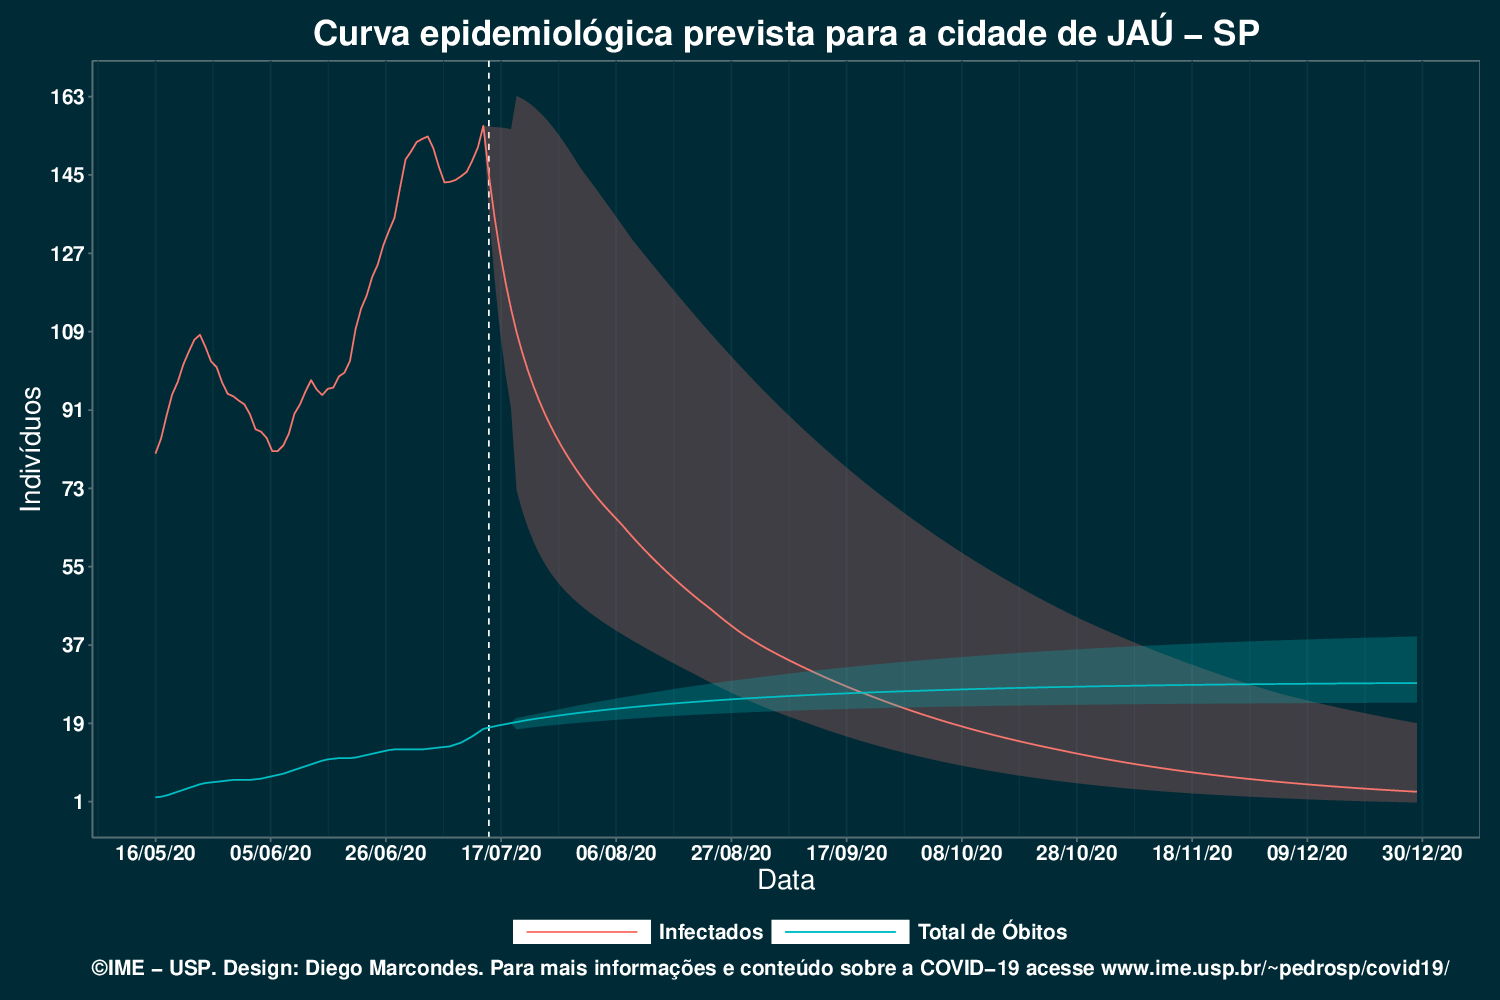 Curva epidemiológica prevista para a cidade de JAÚ – SP
163
145
127
109
91
73
55
37
19
1
Indivíduos
16/05/20 05/06/20 26/06/20 17/07/20 06/08/20 27/08/20 17/09/20 08/10/20 28/10/20 18/11/20 09/12/20 30/12/20
Data
Infectados Total de Óbitos
©IME – USP. Design: Diego Marcondes. Para mais informações e conteúdo sobre a COVID–19 acesse www.ime.usp.br/~pedrosp/covid19/